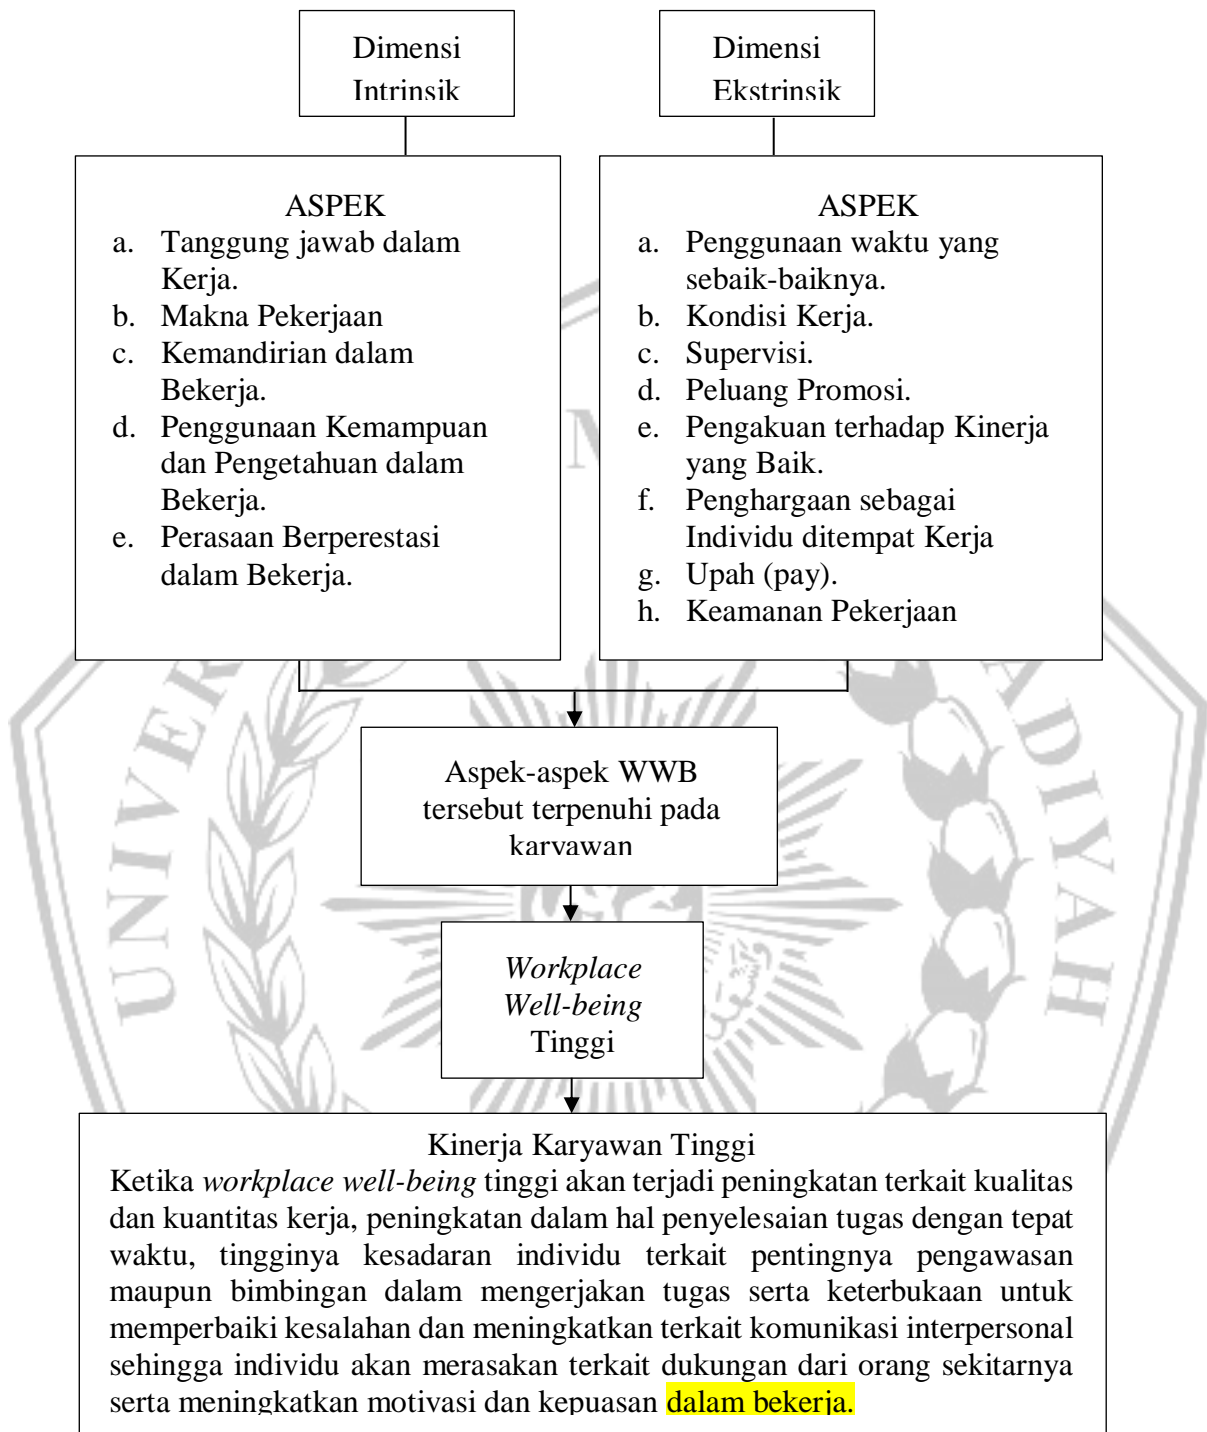 Dimensi
Intrinsik
Dimensi
Ekstrinsik
ASPEK
a. Tanggung jawab dalam
Kerja.
b. Makna Pekerjaan
c. Kemandirian dalam
Bekerja.
d. Penggunaan Kemampuan
dan Pengetahuan dalam
Bekerja.
e. Perasaan Berperestasi
dalam Bekerja.
ASPEK
a. Penggunaan waktu yang
sebaik-baiknya.
b. Kondisi Kerja.
c. Supervisi.
d. Peluang Promosi.
e. Pengakuan terhadap Kinerja
yang Baik.
f. Penghargaan sebagai
Individu ditempat Kerja
g. Upah (pay).
h. Keamanan Pekerjaan
Aspek-aspek WWB
tersebut terpenuhi pada
karyawan
Workplace
Well-being
Tinggi
Kinerja Karyawan Tinggi
Ketika workplace well-being tinggi akan terjadi peningkatan terkait kualitas
dan kuantitas kerja, peningkatan dalam hal penyelesaian tugas dengan tepat
waktu, tingginya kesadaran individu terkait pentingnya pengawasan
maupun bimbingan dalam mengerjakan tugas serta keterbukaan untuk
memperbaiki kesalahan dan meningkatkan terkait komunikasi interpersonal
sehingga individu akan merasakan terkait dukungan dari orang sekitarnya
serta meningkatkan motivasi dan kepuasan dalam bekerja.